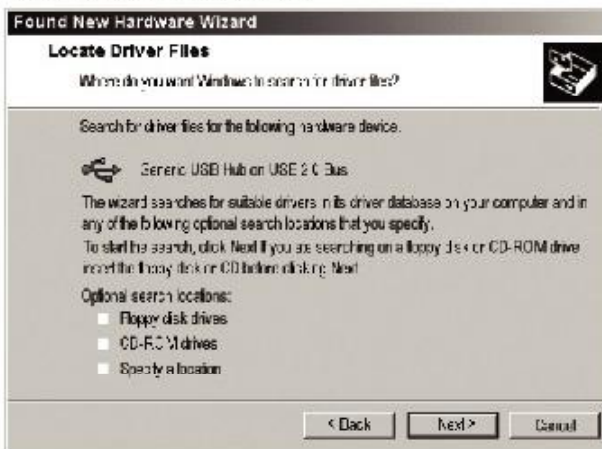 Found New Hardware Wizard
Locate Driver Files
Where do you want Windows to search for driver files?
Search for driver files for the following hardware device.
Generic USB Hub on USB 2.0 Bus
The wizard searches for suitable drivers in its driver database on your computer and in
any of the following optional search locations that you specify.
To start the search, click Next. If you are searching on a floppy disk or CD-ROM drive
insert the floppy disk or CD before clicking Next
Optional search locations:
Floppy disk drives
CD-ROM drives
Specify a location
< Back
Next >
Cancel